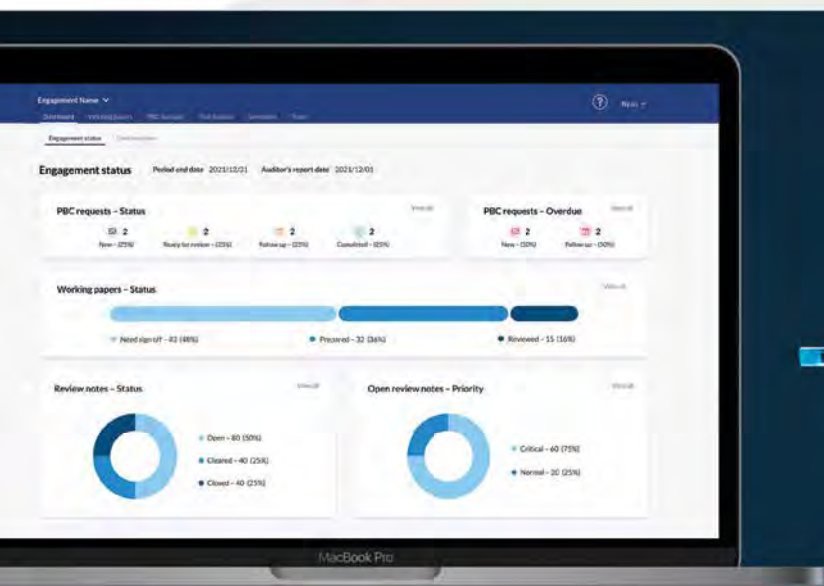 Engagement Name
Dashboard Working papers
Engagement status
Engagement status Period end date 2021/12/31 Auditor's report date 2021/12/01
PBC requests – Status View all
2 2 2 2
New – (25%) Ready for review – (25%) Follow up – (25%) Completed – (25%)
PBC requests – Overdue View all
2 2
New – (50%) Follow up – (50%)
Working papers – Status View all
Need sign off – (48%) Prepared – 32 (36%) Reviewed – 15 (16%)
Review notes – Status View all
Open – 80 (50%)
Cleared – 40 (25%)
Closed – 40 (25%)
Open review notes – Priority View all
Critical – 60 (75%)
Normal – 20 (25%)
MacBook Pro